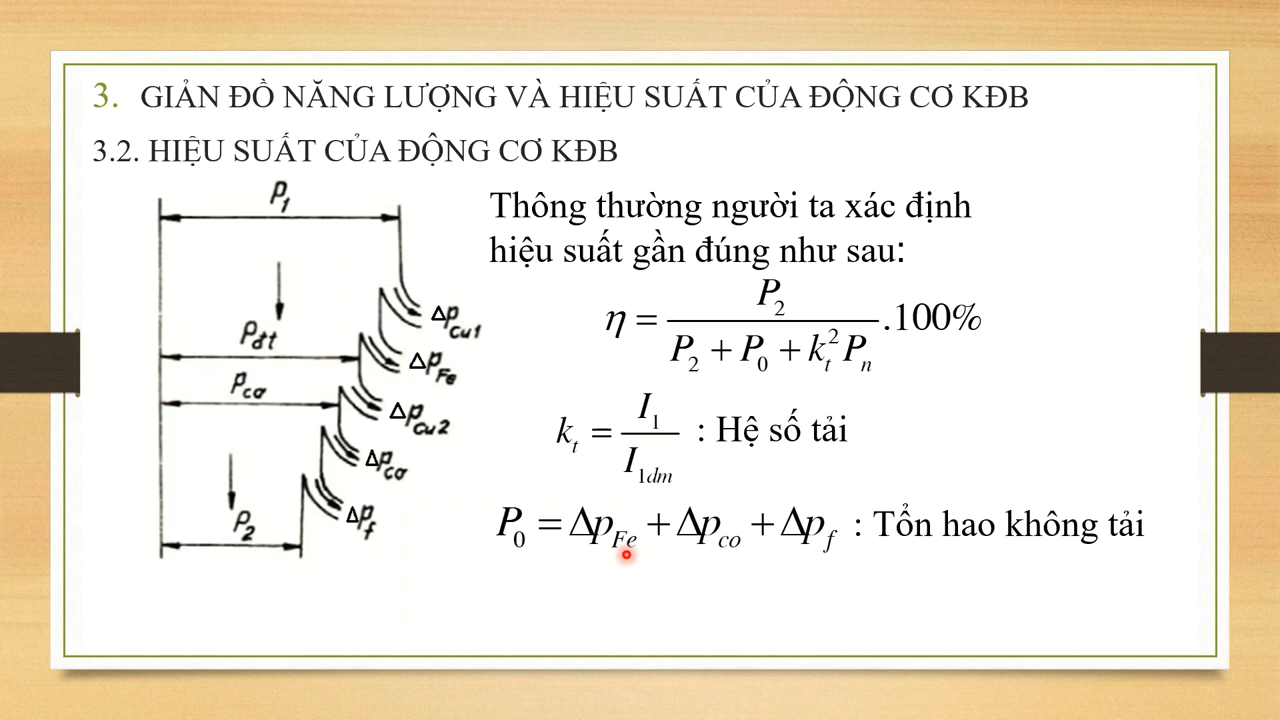 3. GIẢN ĐỒ NĂNG LƯỢNG VÀ HIỆU SUẤT CỦA ĐỘNG CƠ KĐB
3.2. HIỆU SUẤT CỦA ĐỘNG CƠ KĐB
P1
Δpcu1
Pđt
ΔpFe
Pcơ
Δpcu2
Δpcơ
Δpf
P2
Thông thường người ta xác định
hiệu suất gần đúng như sau:
η = P2 / (P2 + P0 + kt² Pn) .100%
kt = I1 / I1dm : Hệ số tải
P0 = ΔpFe + Δpco + Δpf : Tổn hao không tải